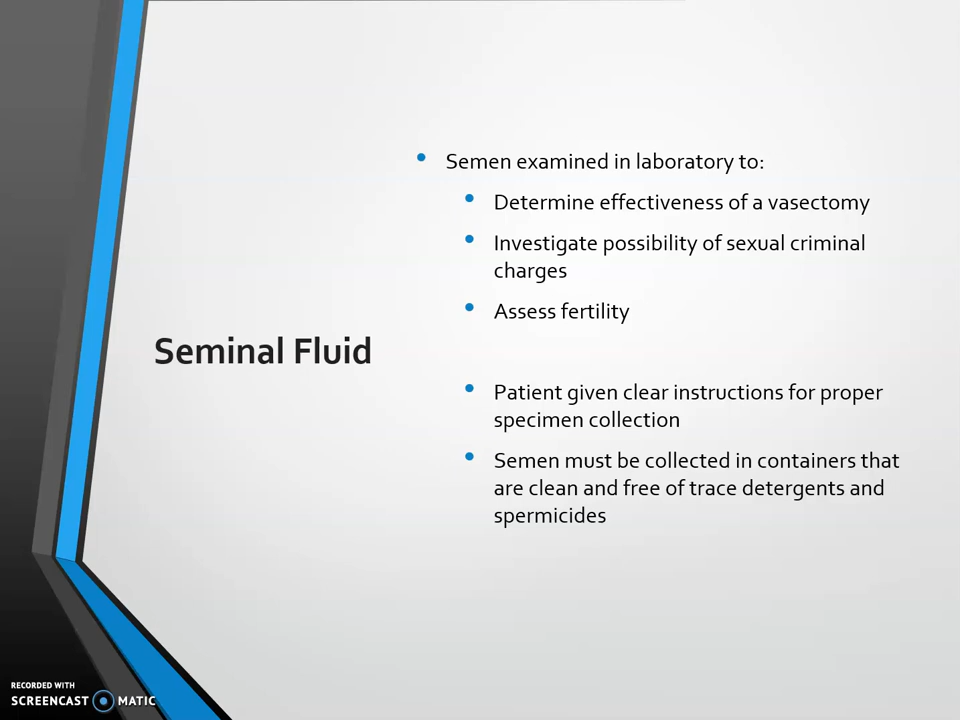 Semen examined in laboratory to:
Determine effectiveness of a vasectomy
Investigate possibility of sexual criminal
charges
Assess fertility
Seminal Fluid
Patient given clear instructions for proper
specimen collection
Semen must be collected in containers that
are clean and free of trace detergents and
spermicides
RECORDED WITH
SCREENCAST MATIC